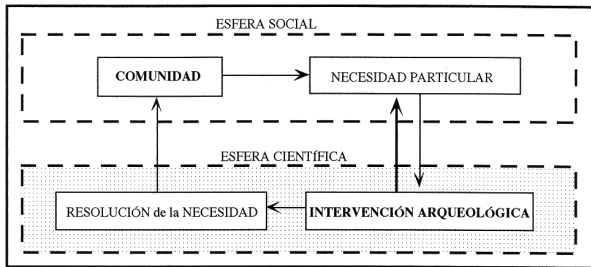 ESFERA SOCIAL
COMUNIDAD
NECESIDAD PARTICULAR
ESFERA CIENTÍFICA
RESOLUCIÓN de la NECESIDAD
INTERVENCIÓN ARQUEOLÓGICA